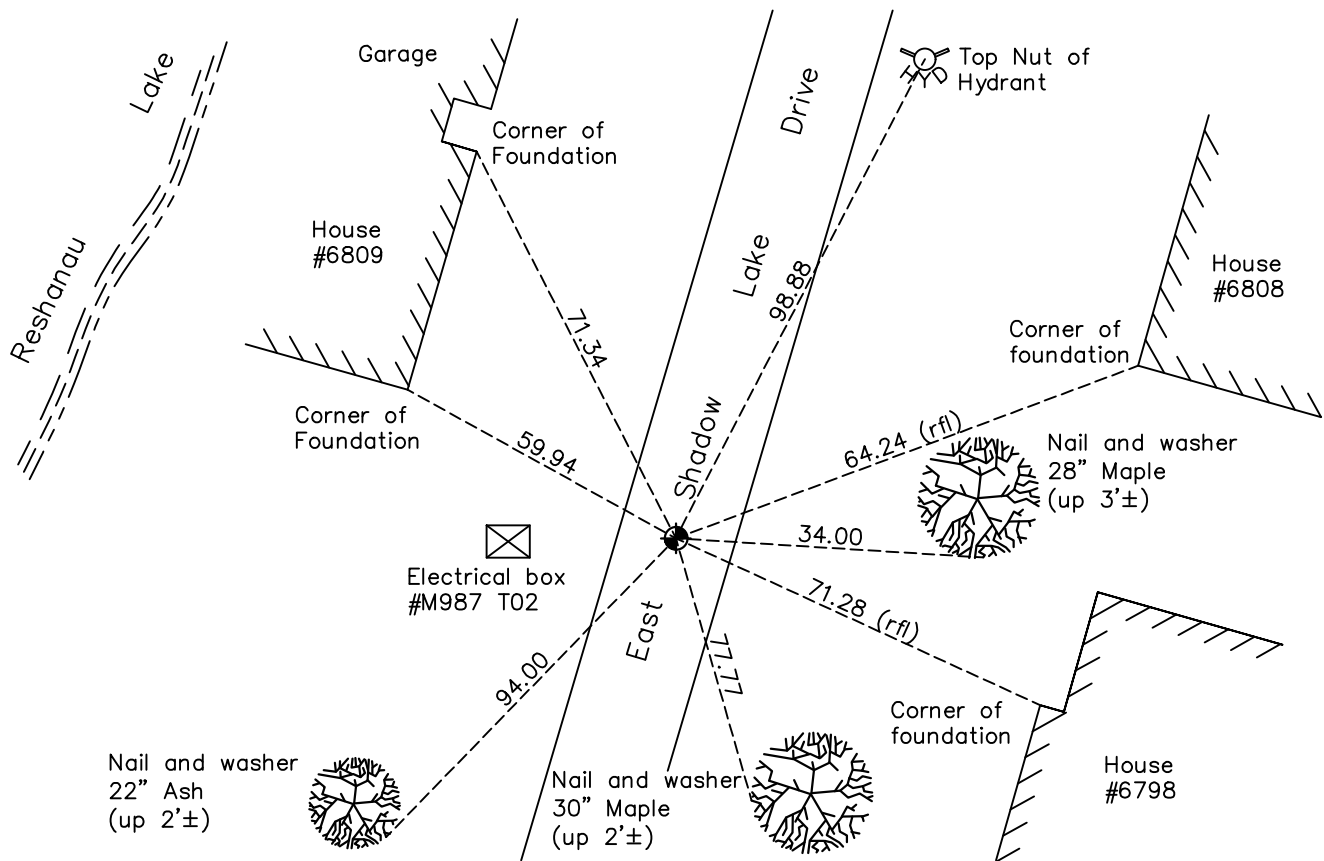 Lake
Reshanau
Garage
Corner of
Foundation
House
#6809
Corner of
Foundation
Drive
Lake
Shadow
East
HYD
Top Nut of
Hydrant
House
#6808
Corner of
foundation
71.34
98.88
59.94
64.24 (rfl)
Nail and washer
28" Maple
(up 3'±)
34.00
Electrical box
#M987 T02
71.28 (rfl)
77.77
94.00
Corner of
foundation
House
#6798
Nail and washer
22" Ash
(up 2'±)
Nail and washer
30" Maple
(up 2'±)